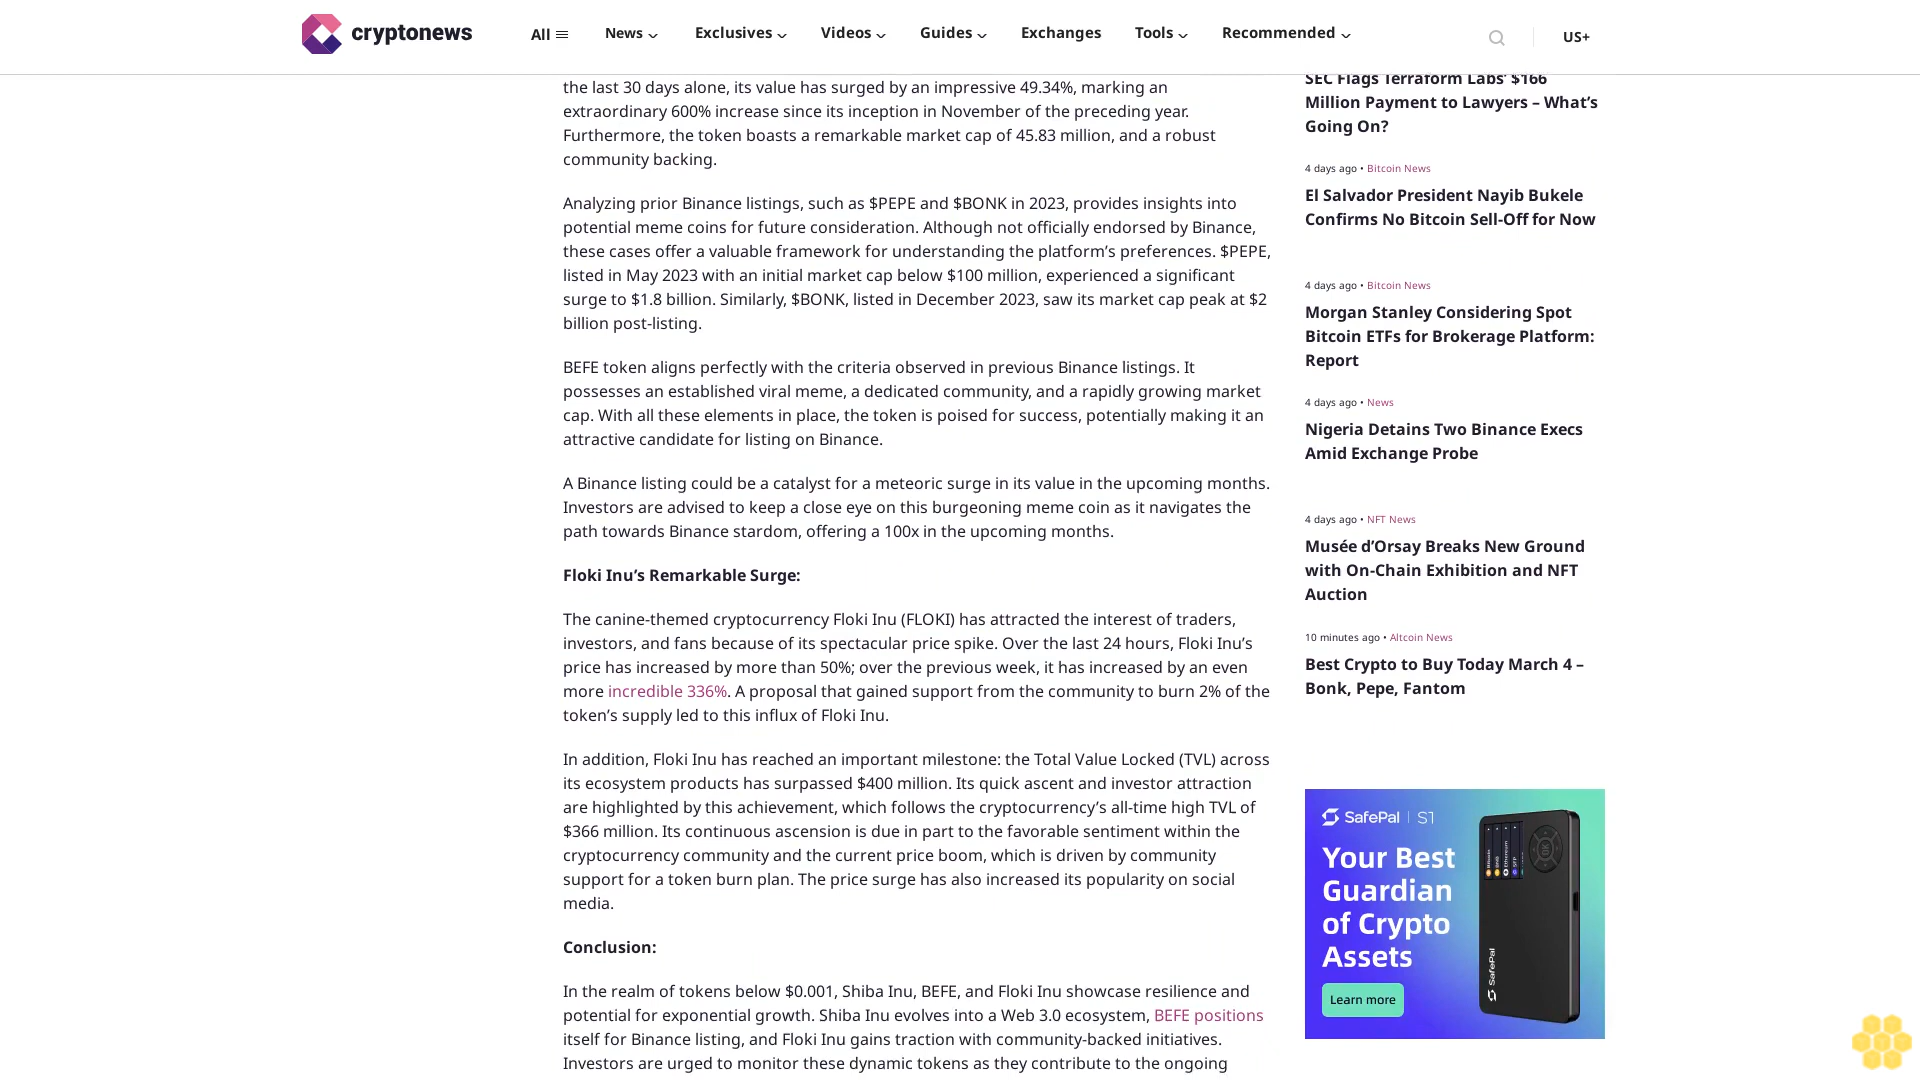 cryptonews
All
News
Exclusives
Videos
Guides
Exchanges
Tools
Recommended
US+
the last 30 days alone, its value has surged by an impressive 49.34%, marking an
extraordinary 600% increase since its inception in November of the preceding year.
Furthermore, the token boasts a remarkable market cap of 45.83 million, and a robust
community backing.
Analyzing prior Binance listings, such as $PEPE and $BONK in 2023, provides insights into
potential meme coins for future consideration. Although not officially endorsed by Binance,
these cases offer a valuable framework for understanding the platform’s preferences. $PEPE,
listed in May 2023 with an initial market cap below $100 million, experienced a significant
surge to $1.8 billion. Similarly, $BONK, listed in December 2023, saw its market cap peak at $2
billion post-listing.
BEFE token aligns perfectly with the criteria observed in previous Binance listings. It
possesses an established viral meme, a dedicated community, and a rapidly growing market
cap. With all these elements in place, the token is poised for success, potentially making it an
attractive candidate for listing on Binance.
A Binance listing could be a catalyst for a meteoric surge in its value in the upcoming months.
Investors are advised to keep a close eye on this burgeoning meme coin as it navigates the
path towards Binance stardom, offering a 100x in the upcoming months.
Floki Inu’s Remarkable Surge:
The canine-themed cryptocurrency Floki Inu (FLOKI) has attracted the interest of traders,
investors, and fans because of its spectacular price spike. Over the last 24 hours, Floki Inu’s
price has increased by more than 50%; over the previous week, it has increased by an even
more incredible 336%. A proposal that gained support from the community to burn 2% of the
token’s supply led to this influx of Floki Inu.
In addition, Floki Inu has reached an important milestone: the Total Value Locked (TVL) across
its ecosystem products has surpassed $400 million. Its quick ascent and investor attraction
are highlighted by this achievement, which follows the cryptocurrency’s all-time high TVL of
$366 million. Its continuous ascension is due in part to the favorable sentiment within the
cryptocurrency community and the current price boom, which is driven by community
support for a token burn plan. The price surge has also increased its popularity on social
media.
Conclusion:
In the realm of tokens below $0.001, Shiba Inu, BEFE, and Floki Inu showcase resilience and
potential for exponential growth. Shiba Inu evolves into a Web 3.0 ecosystem, BEFE positions
itself for Binance listing, and Floki Inu gains traction with community-backed initiatives.
Investors are urged to monitor these dynamic tokens as they contribute to the ongoing
SEC Flags Terraform Labs’ $166
Million Payment to Lawyers – What’s
Going On?
4 days ago • Bitcoin News
El Salvador President Nayib Bukele
Confirms No Bitcoin Sell-Off for Now
4 days ago • Bitcoin News
Morgan Stanley Considering Spot
Bitcoin ETFs for Brokerage Platform:
Report
4 days ago • News
Nigeria Detains Two Binance Execs
Amid Exchange Probe
4 days ago • NFT News
Musée d’Orsay Breaks New Ground
with On-Chain Exhibition and NFT
Auction
10 minutes ago • Altcoin News
Best Crypto to Buy Today March 4 –
Bonk, Pepe, Fantom
SafePal | S1
Your Best
Guardian
of Crypto
Assets
Learn more
SafePal
OK